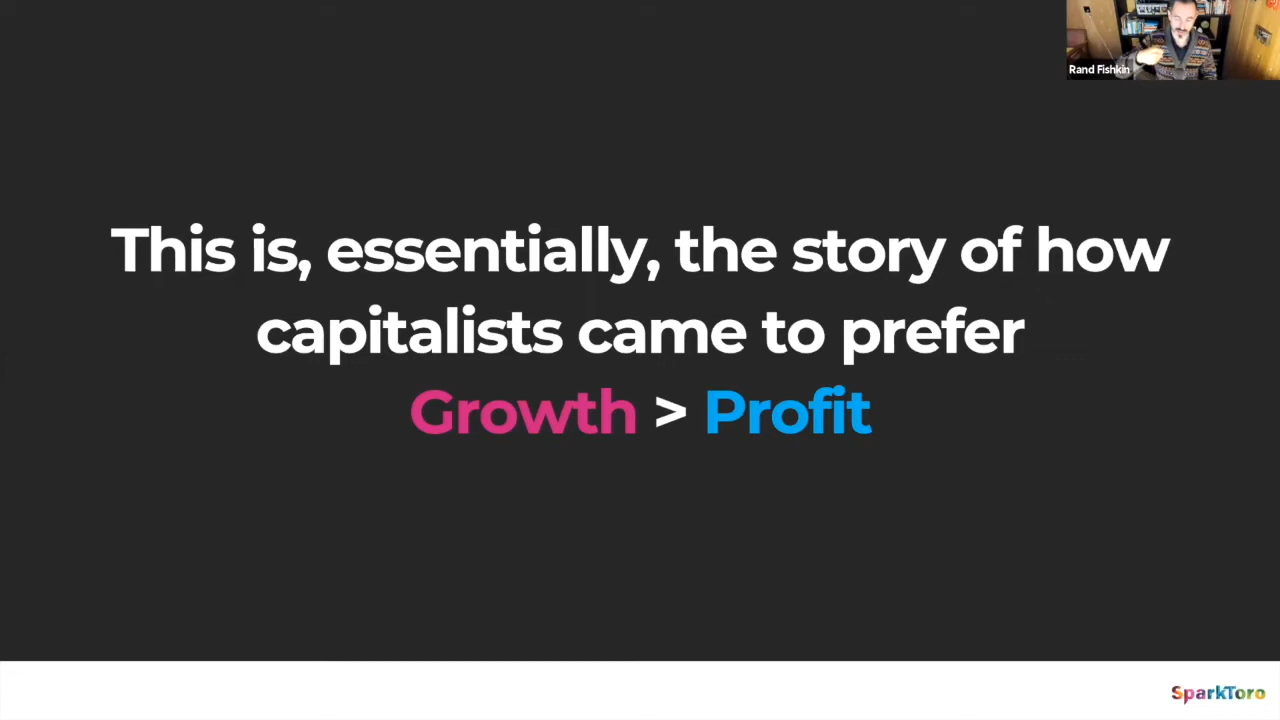 Rand Fishkin
This is, essentially, the story of how
capitalists came to prefer
Growth > Profit
SparkToro